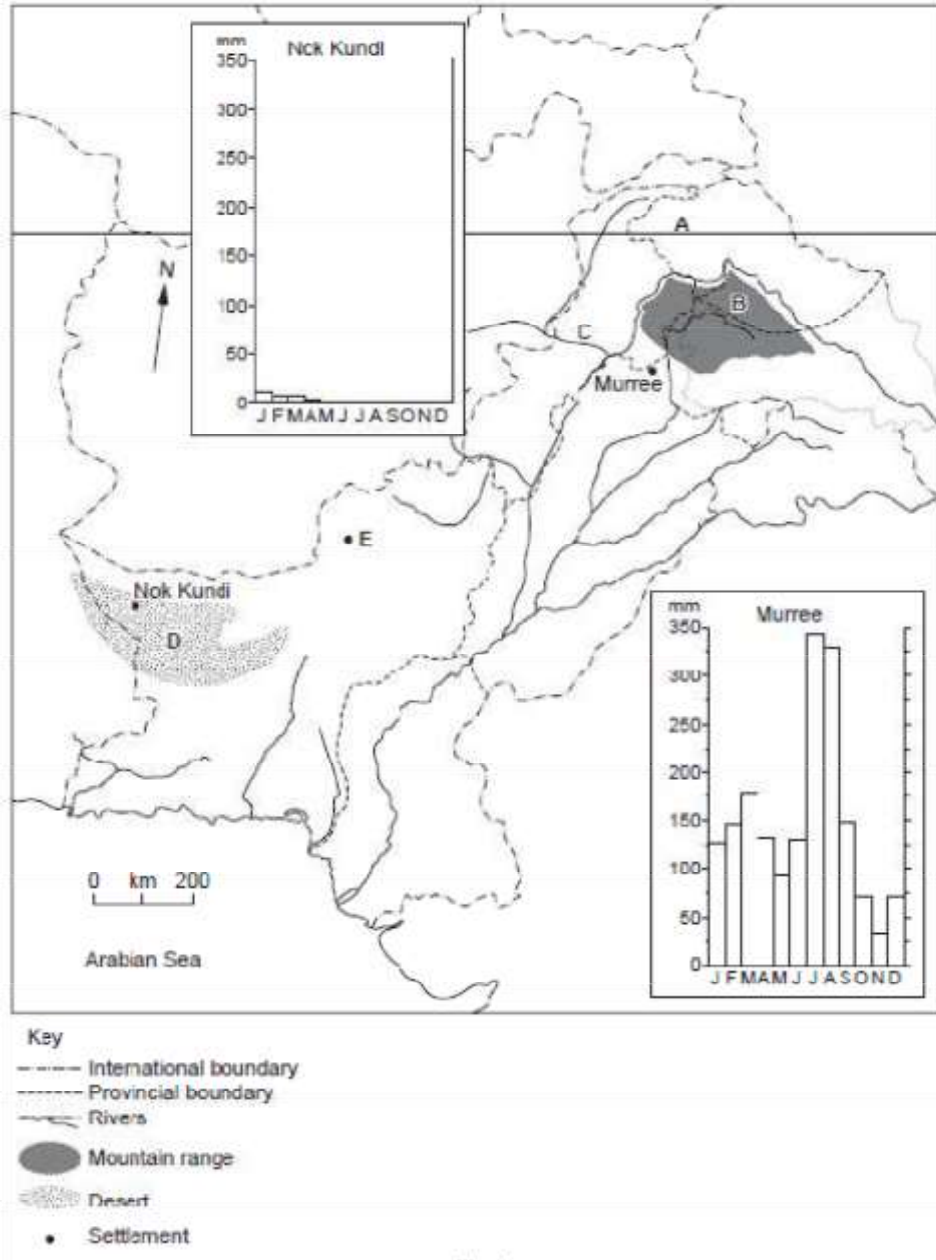 mm
Nok Kundi
350
300
250
200
150
100
50
0
J F M A M J J A S O N D
A
N
B
C
Murree
E
Nok Kundi
D
mm
Murree
350
300
250
200
150
100
50
0
J F M A M J J A S O N D
0 km 200
Arabian Sea
Key
International boundary
Provincial boundary
Rivers
Mountain range
Desert
Settlement